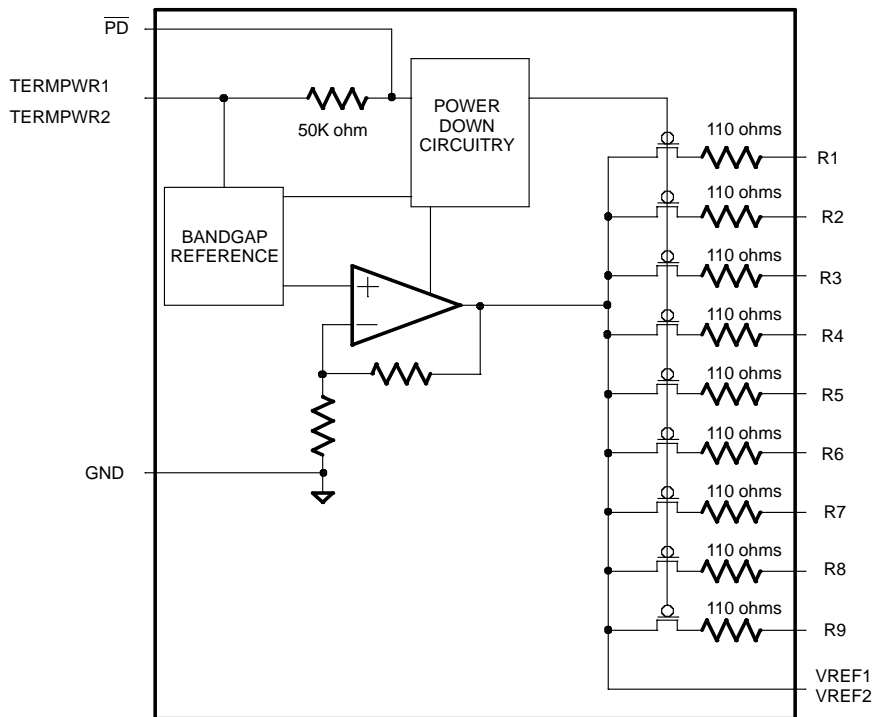 PD
TERMPWR1
TERMPWR2
50K ohm
POWER
DOWN
CIRCUITRY
BANDGAP
REFERENCE
GND
110 ohms
R1
110 ohms
R2
110 ohms
R3
110 ohms
R4
110 ohms
R5
110 ohms
R6
110 ohms
R7
110 ohms
R8
110 ohms
R9
VREF1
VREF2